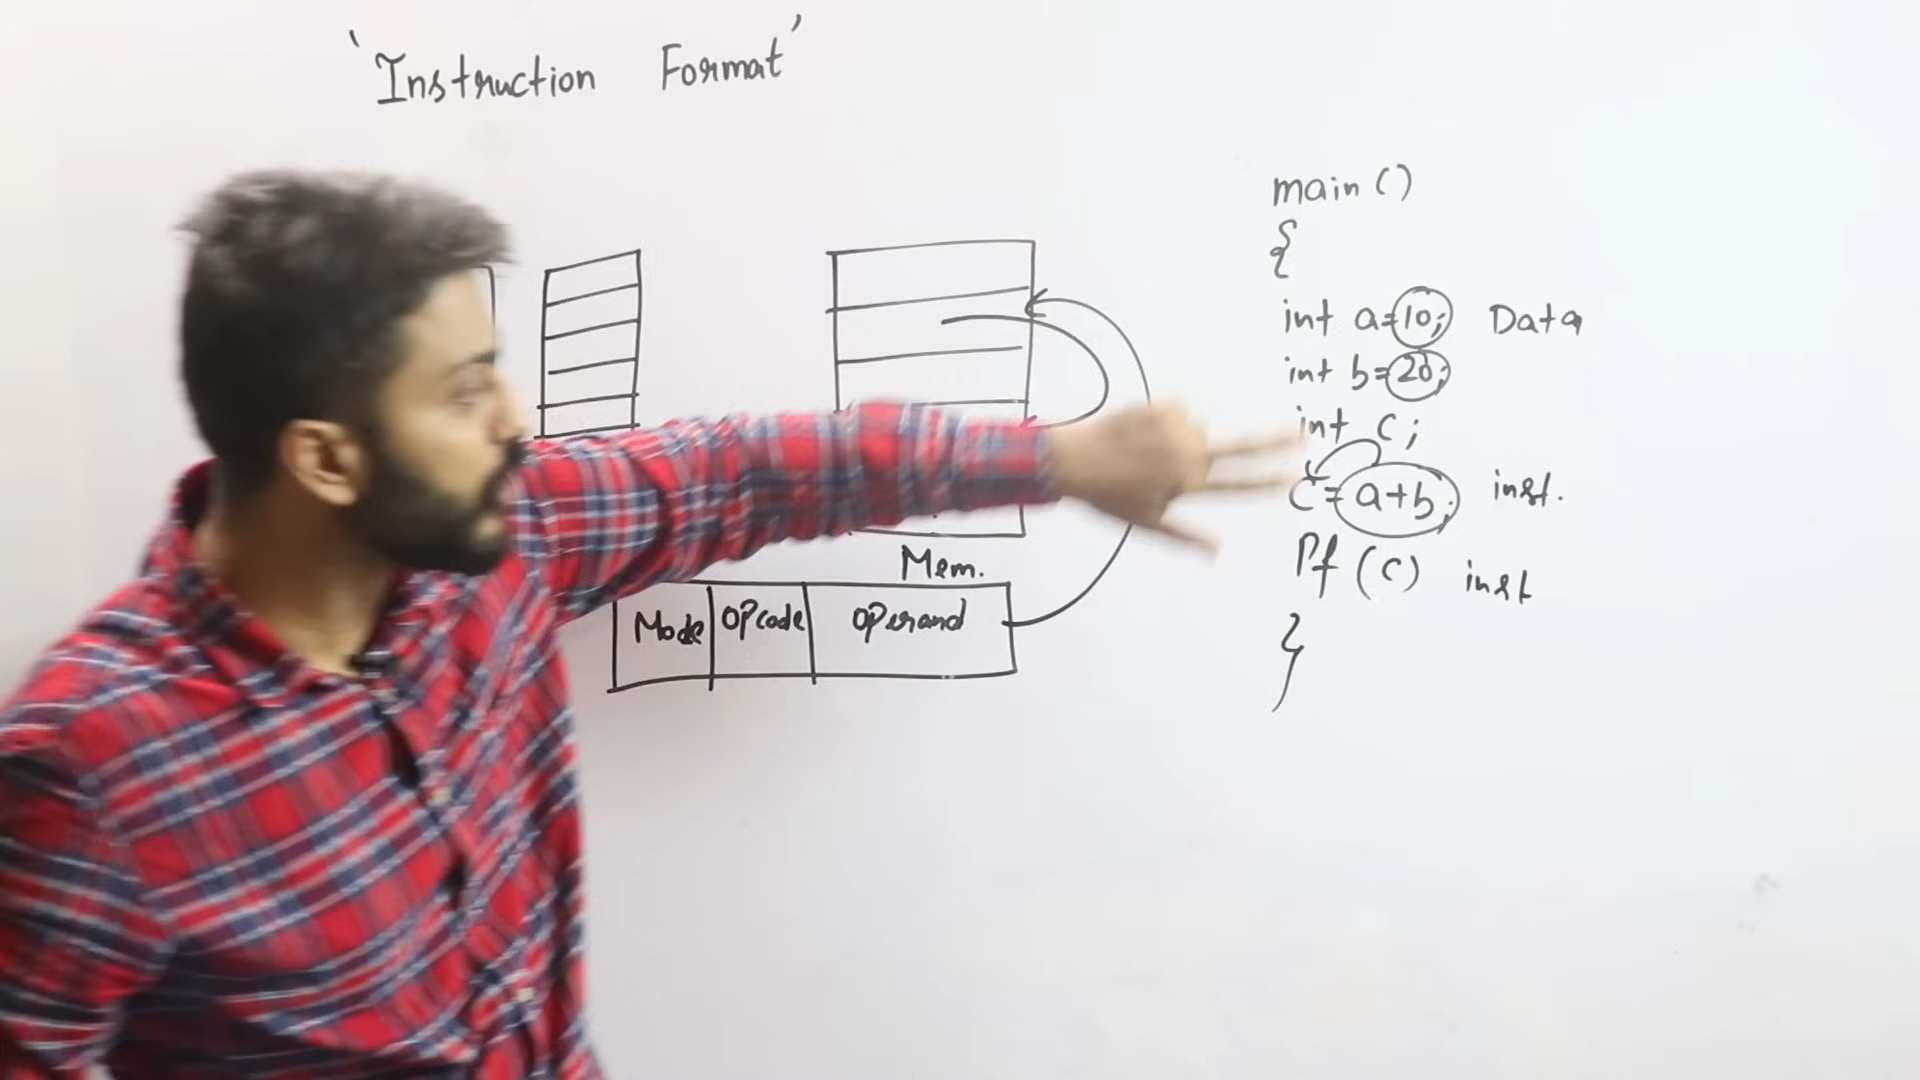 'Instruction Format'
Mem.
Mode OPcode OPerand
main ()
{
int a=10; Data
int b=20;
int c;
c=a+b; inst.
Pf (c) inst
}